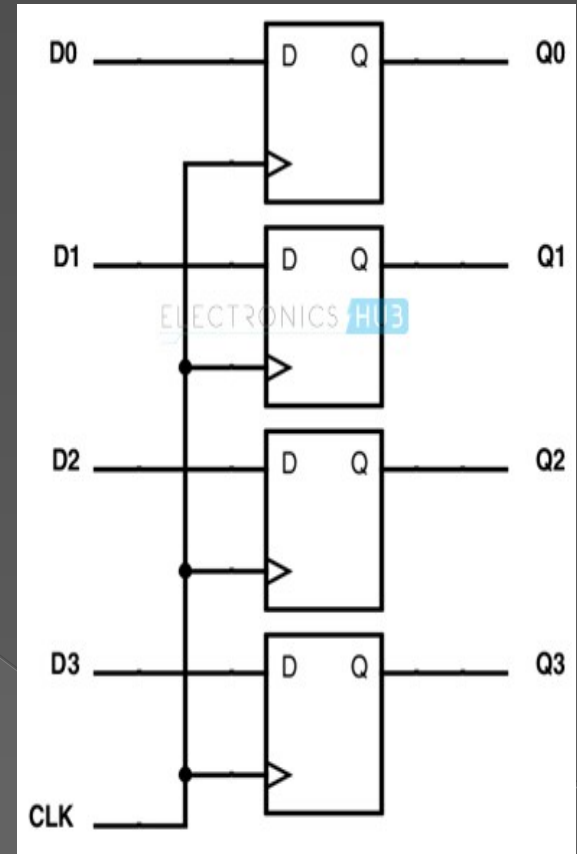 D0 D Q Q0
D1 D Q Q1
ELECTRONICS HUB
D2 D Q Q2
D3 D Q Q3
CLK